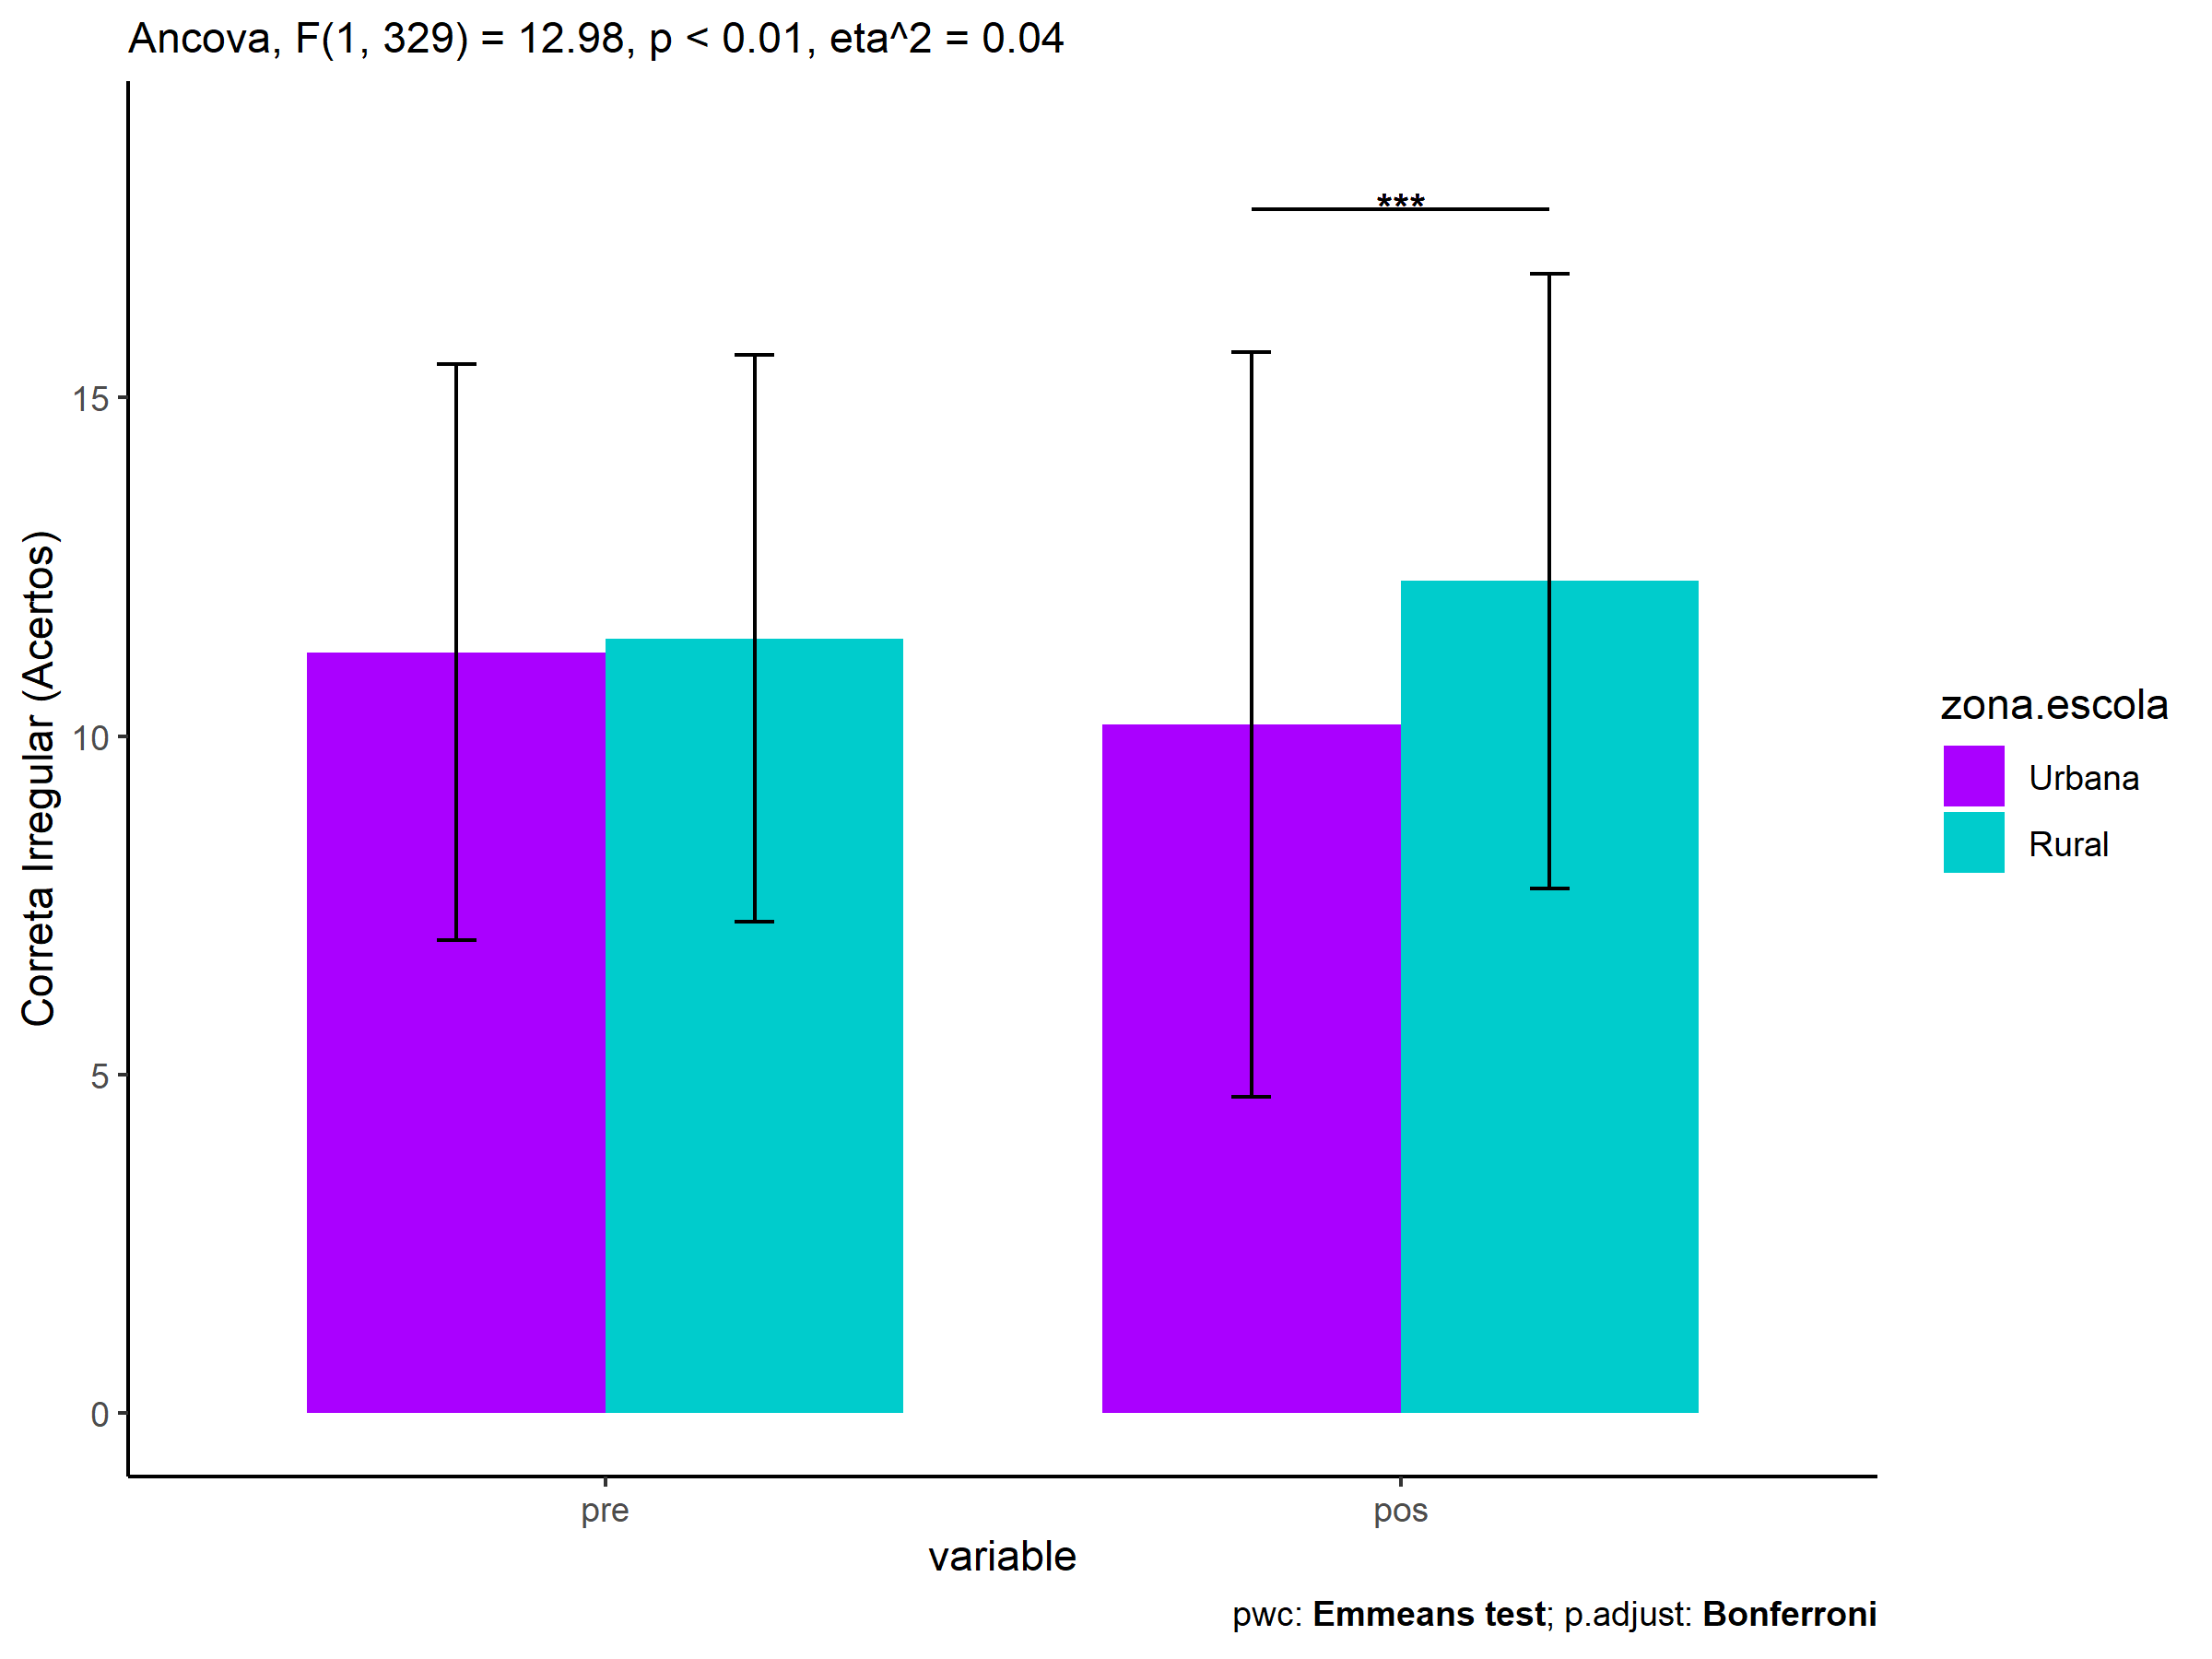 Ancova, F(1, 329) = 12.98, p < 0.01, eta^2 = 0.04
***
15
10
5
0
Correta Irregular (Acertos)
pre
pos
variable
zona.escola
Urbana
Rural
pwc: Emmeans test; p.adjust: Bonferroni